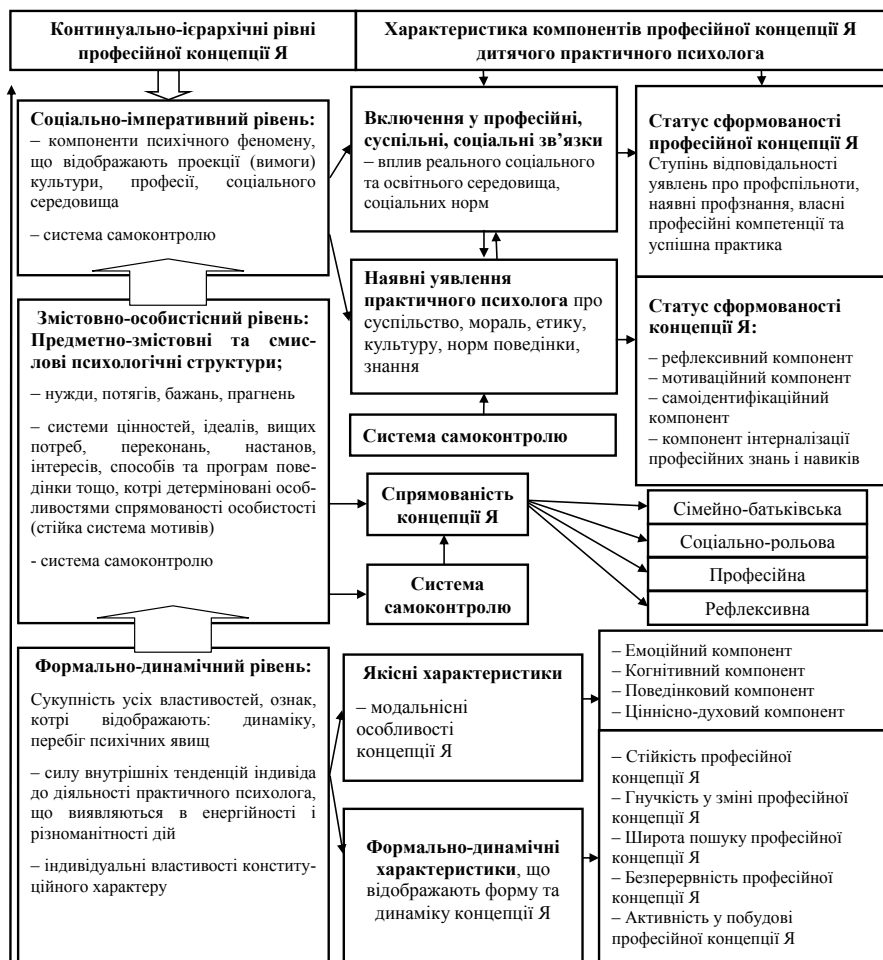 Континуально-ієрархічні рівні
професійної концепції Я
Характеристика компонентів професійної концепції Я
дитячого практичного психолога
Соціально-імперативний рівень:
– компоненти психічного феномену,
що відображають проекції (вимоги)
культури, професії, соціального
середовища
– система самоконтролю
Включення у професійні,
суспільні, соціальні зв’язки
– вплив реального соціального
та освітнього середовища,
соціальних норм
Статус сформованості
професійної концепції Я
Ступінь відповідальності
уявлень про профспільноти,
наявні профзнання, власні
професійні компетенції та
успішна практика
Наявні уявлення
практичного психолога про
суспільство, мораль, етику,
культуру, норм поведінки,
знання
Система самоконтролю
Статус сформованості
концепції Я:
– рефлексивний компонент
– мотиваційний компонент
– самоідентифікаційний
компонент
– компонент інтерналізації
професійних знань і навиків
Змістовно-особистісний рівень:
Предметно-змістовні та смис-
лові психологічні структури;
– нужди, потягів, бажань, прагнень
– системи цінностей, ідеалів, вищих
потреб, переконань, настанов,
інтересів, способів та програм пове-
дінки тощо, котрі детерміновані особ-
ливостями спрямованості особистості
(стійка система мотивів)
- система самоконтролю
Спрямованість
концепції Я
Система
самоконтролю
Сімейно-батьківська
Соціально-рольова
Професійна
Рефлексивна
Формально-динамічний рівень:
Сукупність усіх властивостей, ознак,
котрі відображають: динаміку,
перебіг психічних явищ
– силу внутрішніх тенденцій індивіда
до діяльності практичного психолога,
що виявляються в енергійності і
різноманітності дій
– індивідуальні властивості конститу-
ційного характеру
Якісні характеристики
– модальнісні
особливості
концепції Я
– Емоційний компонент
– Когнітивний компонент
– Поведінковий компонент
– Ціннісно-духовий компонент
Формально-динамічні
характеристики, що
відображають форму та
динаміку концепції Я
– Стійкість професійної
концепції Я
– Гнучкість у зміні професійної
концепції Я
– Широта пошуку професійної
концепції Я
– Безперервність професійної
концепції Я
– Активність у побудові
професійної концепції Я